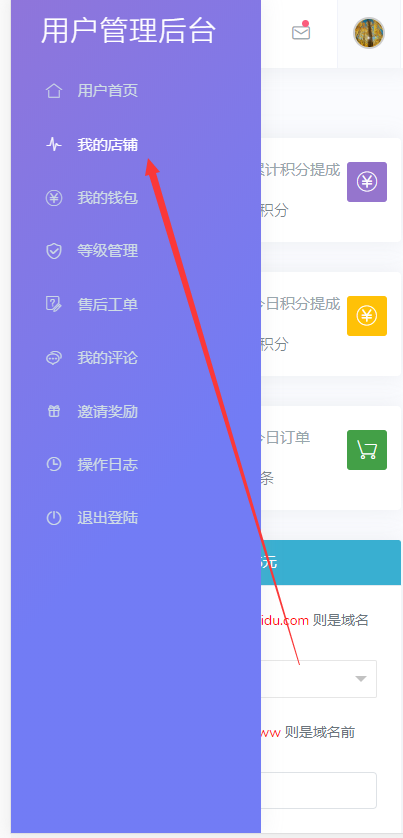 用户管理后台
用户首页
我的店铺
我的钱包
等级管理
售后工单
我的评论
邀请奖励
操作日志
退出登陆
累计积分提成
积分
今日积分提成
积分
今日订单
条
元
idu.com 则是域名
ww 则是域名前